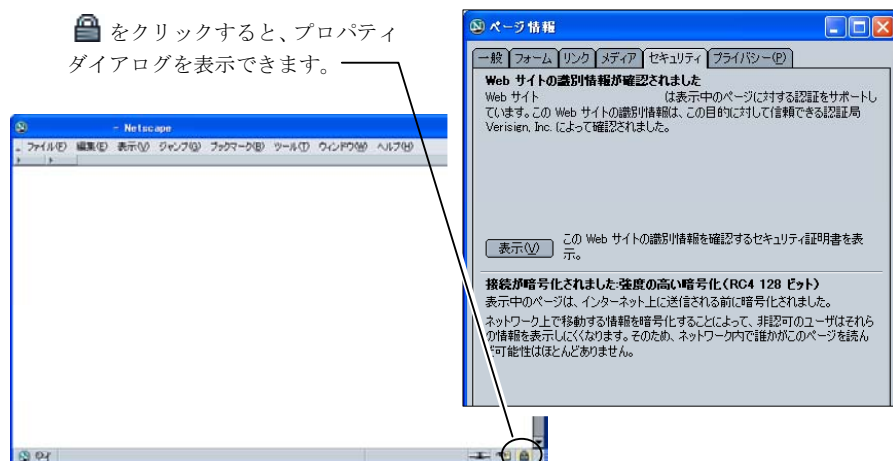 をクリックすると、プロパティ
ダイアログを表示できます。
- Netscape
ファイル(F) 編集(E) 表示(V) ジャンプ(G) ブックマーク(B) ツール(T) ウィンドウ(W) ヘルプ(H)
ページ情報
一般 フォーム リンク メディア セキュリティ プライバシー(P)
Web サイトの識別情報が確認されました
Web サイト は表示中のページに対する認証をサポートし
ています。この Web サイトの識別情報は、この目的に対して信頼できる認証局
Verisign, Inc. によって確認されました。
表示(V)
この Web サイトの識別情報を確認するセキュリティ証明書を表
示。
接続が暗号化されました:強度の高い暗号化(RC4 128 ビット)
表示中のページは、インターネット上に送信される前に暗号化されました。
ネットワーク上で移動する情報を暗号化することによって、非認可のユーザはそれら
の情報を表示しにくくなります。そのため、ネットワーク内で誰かがこのページを読ん
可能性はほとんどありません。